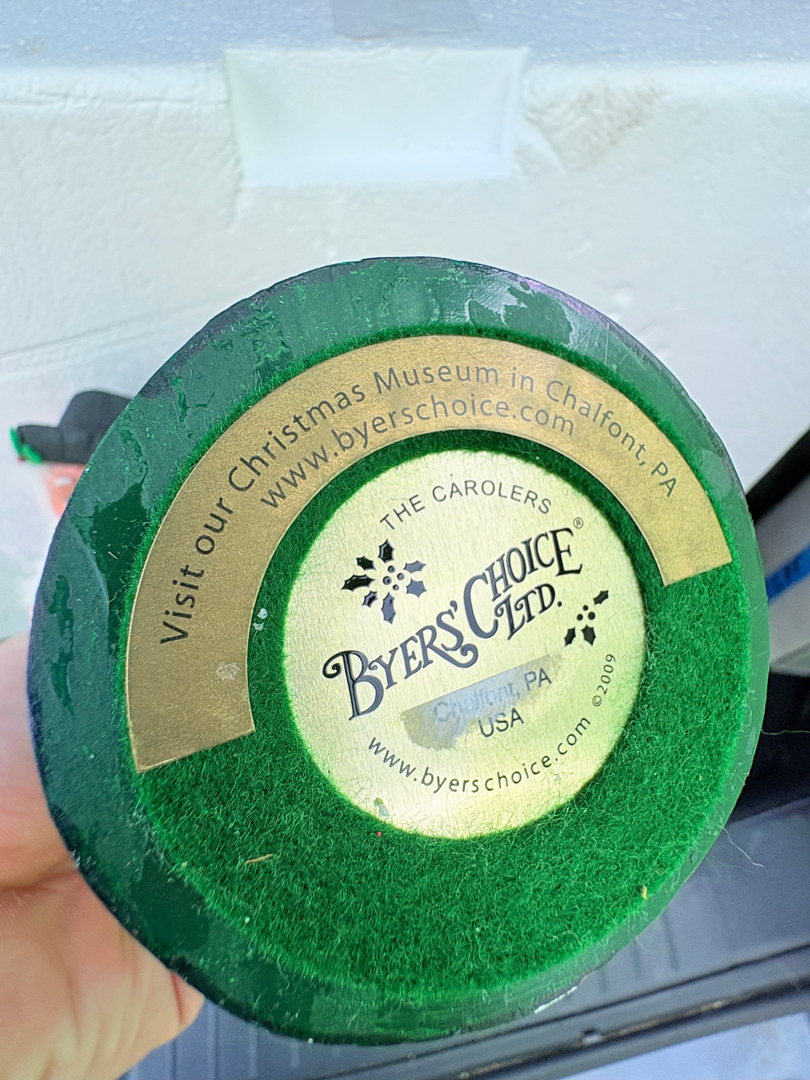 Visit our Christmas Museum in Chalfont, PA
www.byerschoice.com
THE CAROLERS
BYERS' CHOICE®
LTD.
Chalfont, PA
USA
www.byerschoice.com ©2009